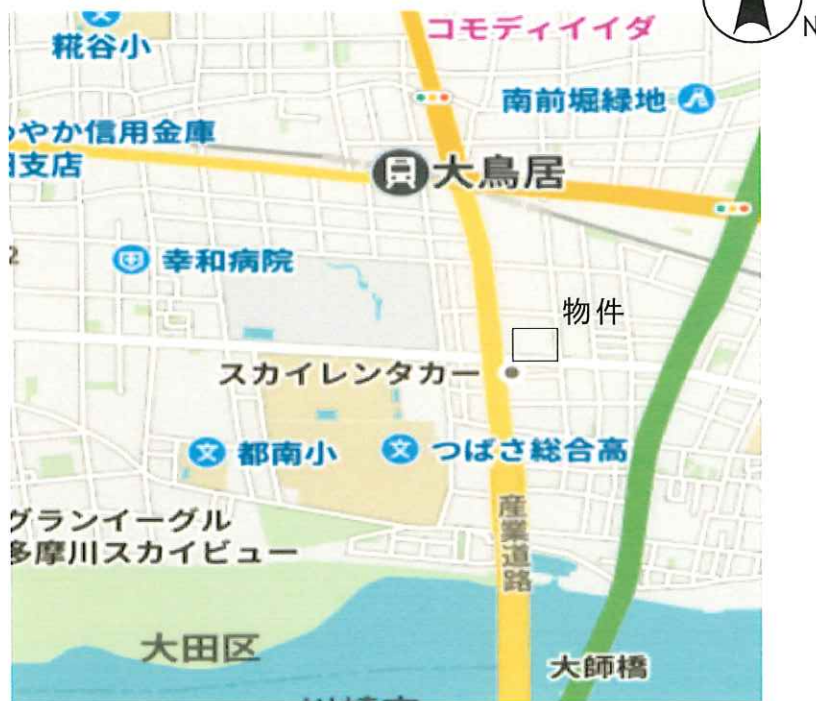 コモディイイダ
N
糀谷小
南前堀緑地
わやか信用金庫
支店
大鳥居
2
幸和病院
物件
スカイレンタカー
都南小
つばさ総合高
グランイーグル
多摩川スカイビュー
産業道路
大田区
大師橋